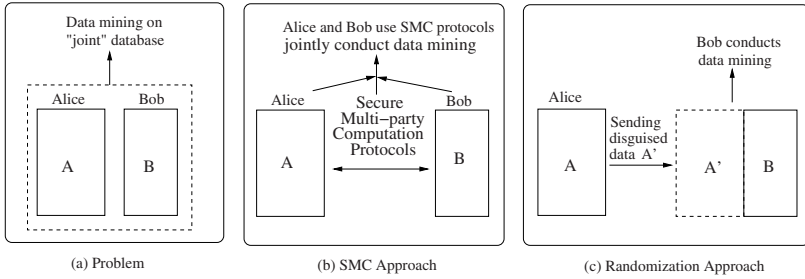 Data mining on
"joint" database
Alice
Bob
A
B
(a) Problem
Alice and Bob use SMC protocols
jointly conduct data mining
Alice
Bob
Secure
Multi−party
Computation
Protocols
A
B
(b) SMC Approach
Bob conducts
data mining
Alice
Sending
disguised
data A'
A
A'
B
(c) Randomization Approach